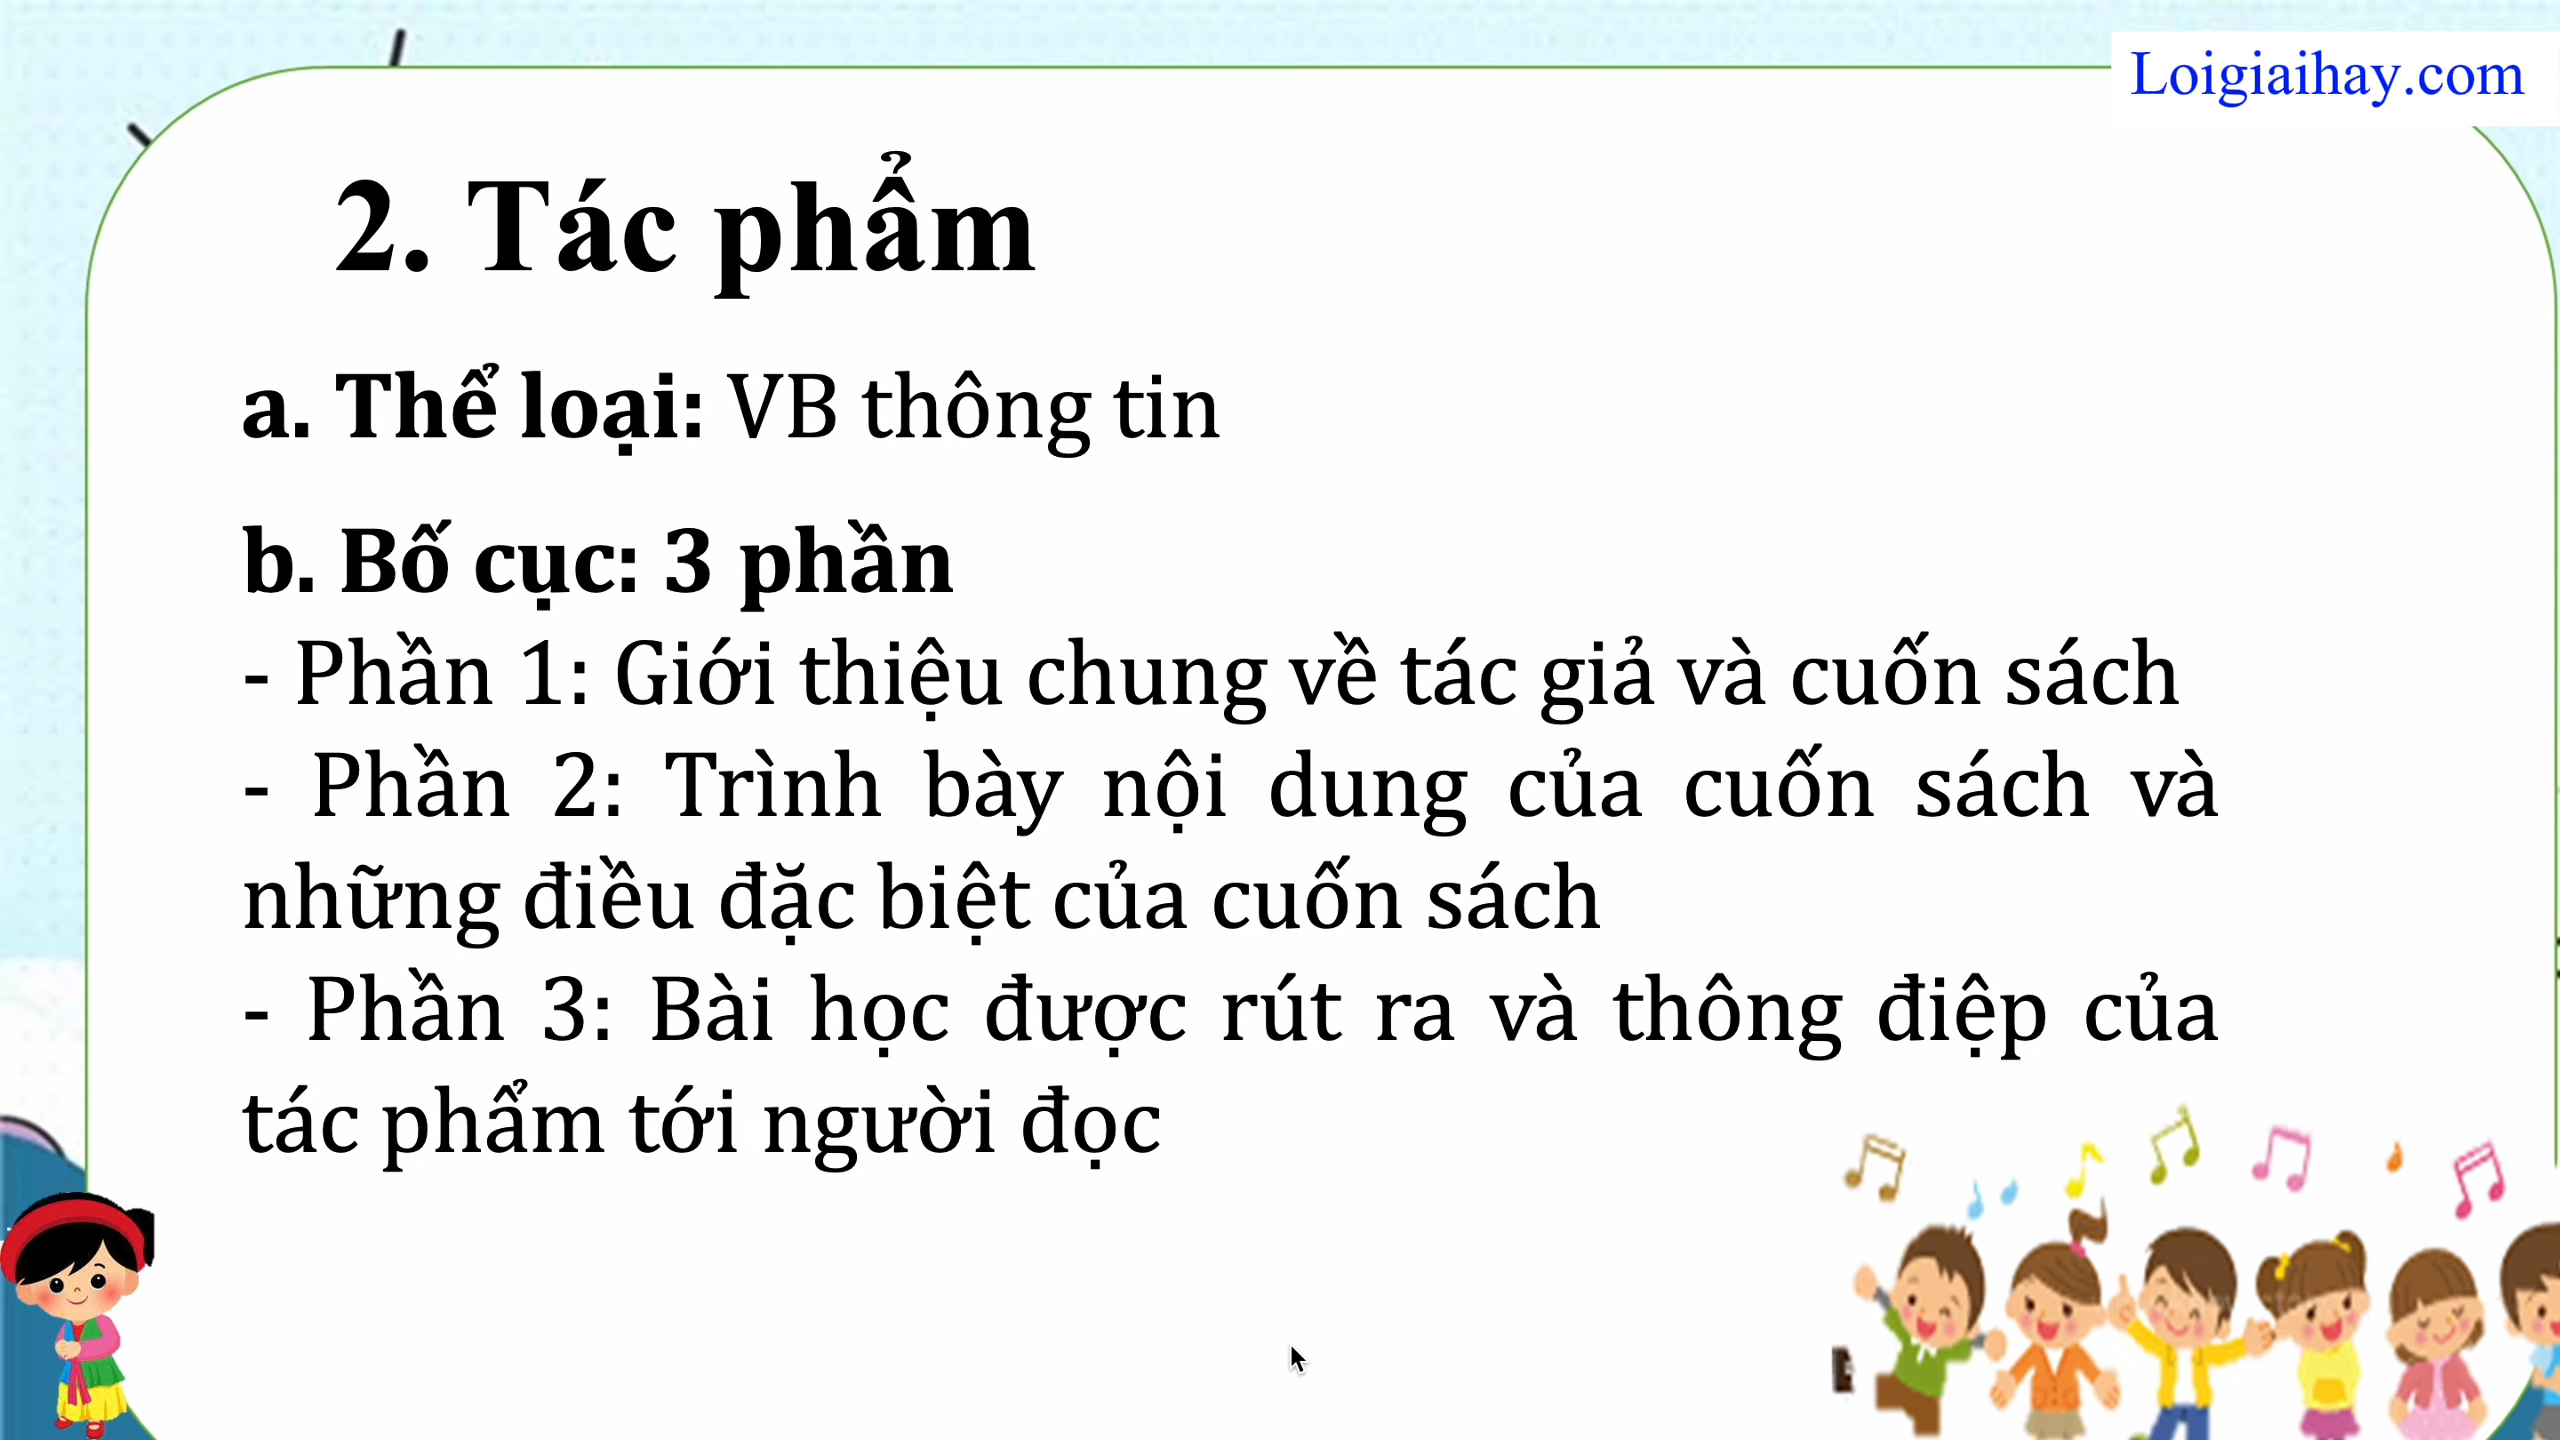 Loigiaihay.com
2. Tác phẩm
a. Thể loại: VB thông tin
b. Bố cục: 3 phần
- Phần 1: Giới thiệu chung về tác giả và cuốn sách
- Phần 2: Trình bày nội dung của cuốn sách và
những điều đặc biệt của cuốn sách
- Phần 3: Bài học được rút ra và thông điệp của
tác phẩm tới người đọc